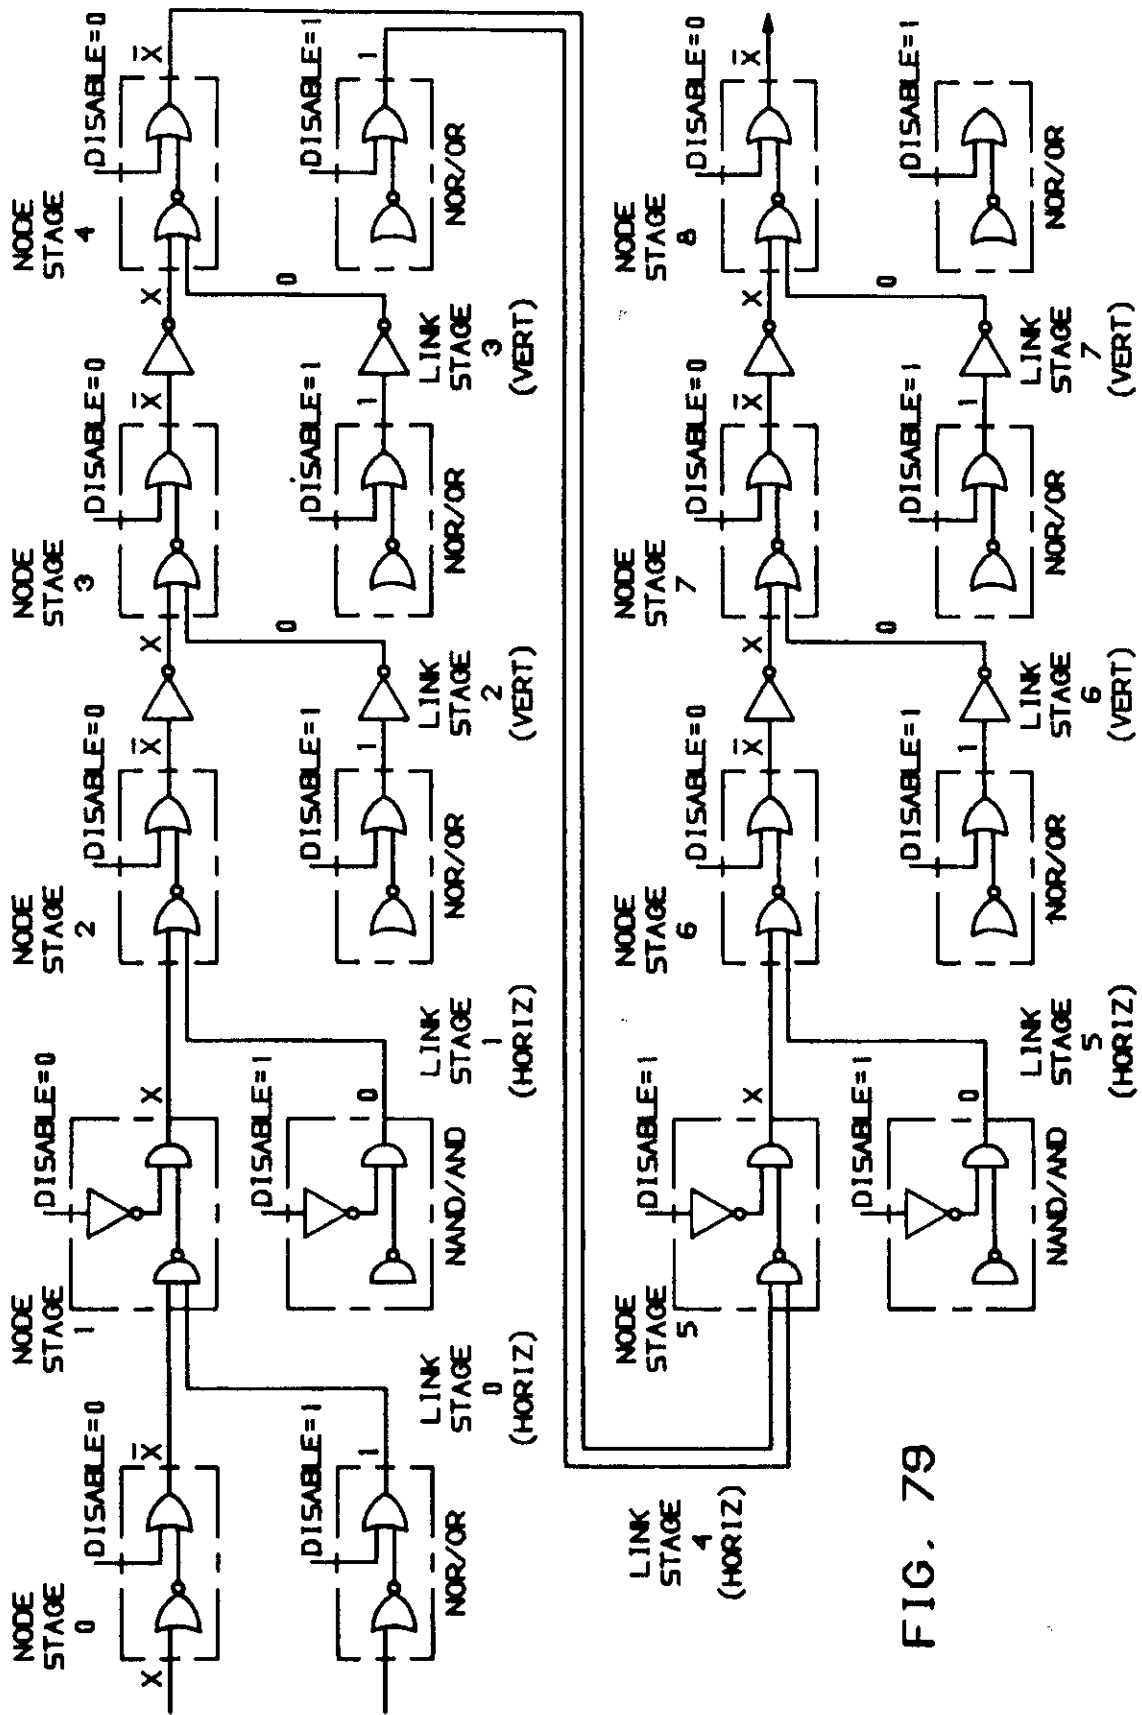 NODE
STAGE
0
DISABLE=0
X
X̄
DISABLE=1
1
NOR/OR
LINK
STAGE
0
(HORIZ)
NODE
STAGE
1
DISABLE=0
X
DISABLE=1
0
NAND/AND
LINK
STAGE
1
(HORIZ)
NODE
STAGE
2
DISABLE=0
X̄
DISABLE=1
1
NOR/OR
LINK
STAGE
2
(VERT)
X
0
NODE
STAGE
3
DISABLE=0
X̄
DISABLE=1
1
NOR/OR
LINK
STAGE
3
(VERT)
X
0
NODE
STAGE
4
DISABLE=0
X̄
DISABLE=1
1
NOR/OR
LINK
STAGE
4
(HORIZ)
NODE
STAGE
5
DISABLE=1
X
DISABLE=1
0
NAND/AND
LINK
STAGE
5
(HORIZ)
NODE
STAGE
6
DISABLE=0
X̄
DISABLE=1
1
NOR/OR
LINK
STAGE
6
(VERT)
X
0
NODE
STAGE
7
DISABLE=0
X̄
DISABLE=1
1
NOR/OR
LINK
STAGE
7
(VERT)
X
0
NODE
STAGE
8
DISABLE=0
X̄
DISABLE=1
NOR/OR
FIG. 79